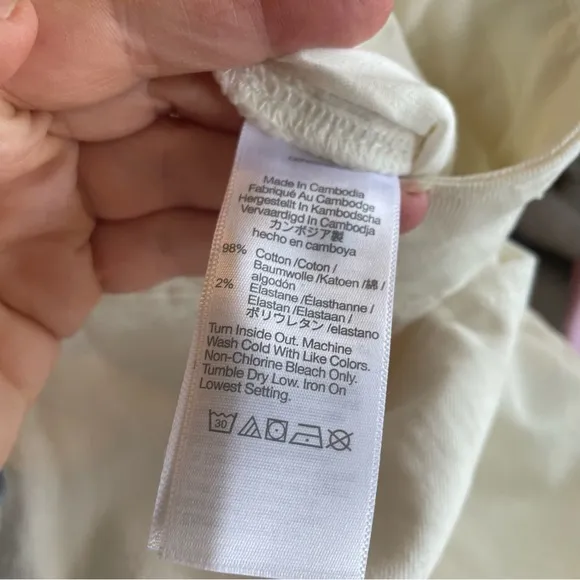 Made In Cambodia
Fabriqué Au Cambodge
Hergestellt In Kambodscha
Vervaardigd In Cambodja
カンボジア製
hecho en camboya
98% Cotton /Coton /
Baumwolle /Katoen /綿 /
algodón
2% Elastane /Élasthanne /
Elastan /Elastaan /
ポリウレタン /elastano
Turn Inside Out. Machine
Wash Cold With Like Colors.
Non-Chlorine Bleach Only.
Tumble Dry Low. Iron On
Lowest Setting.
30